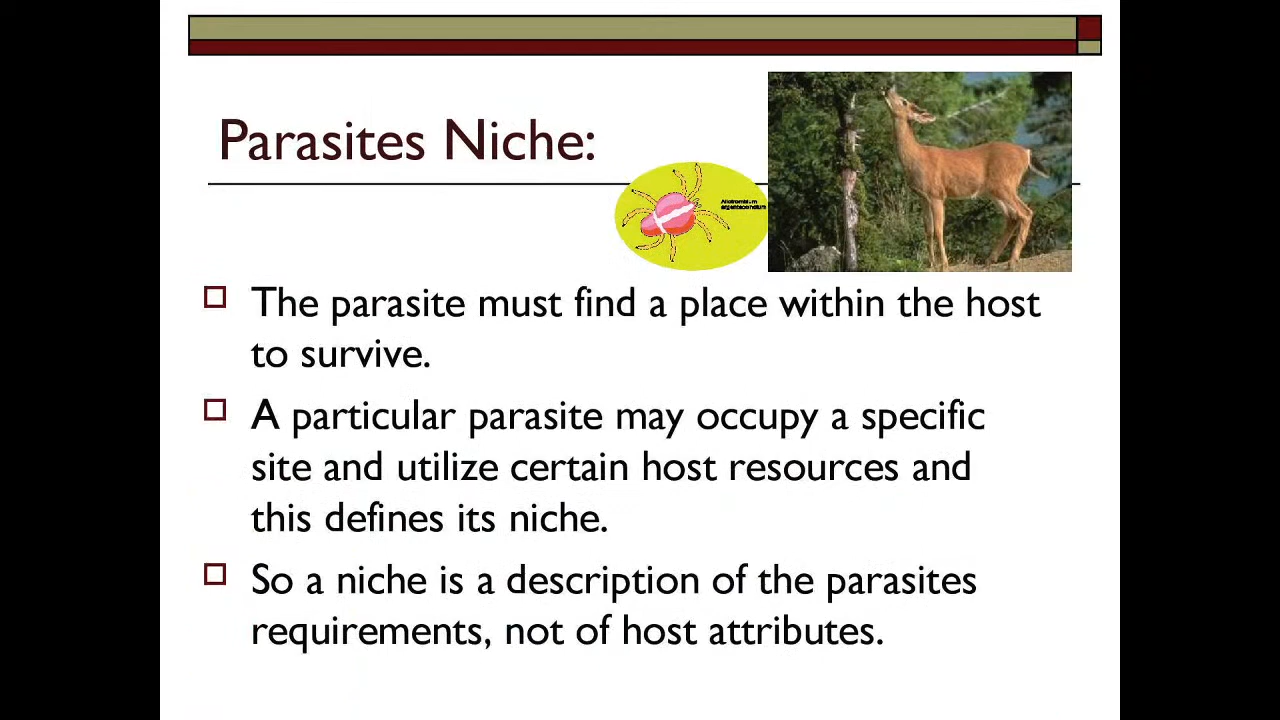 Parasites Niche:
The parasite must find a place within the host
to survive.
A particular parasite may occupy a specific
site and utilize certain host resources and
this defines its niche.
So a niche is a description of the parasites
requirements, not of host attributes.